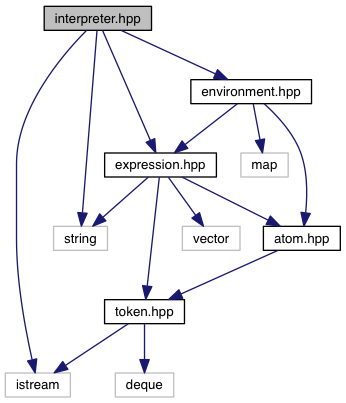 interpreter.hpp
environment.hpp
expression.hpp
map
string
vector
atom.hpp
token.hpp
istream
deque